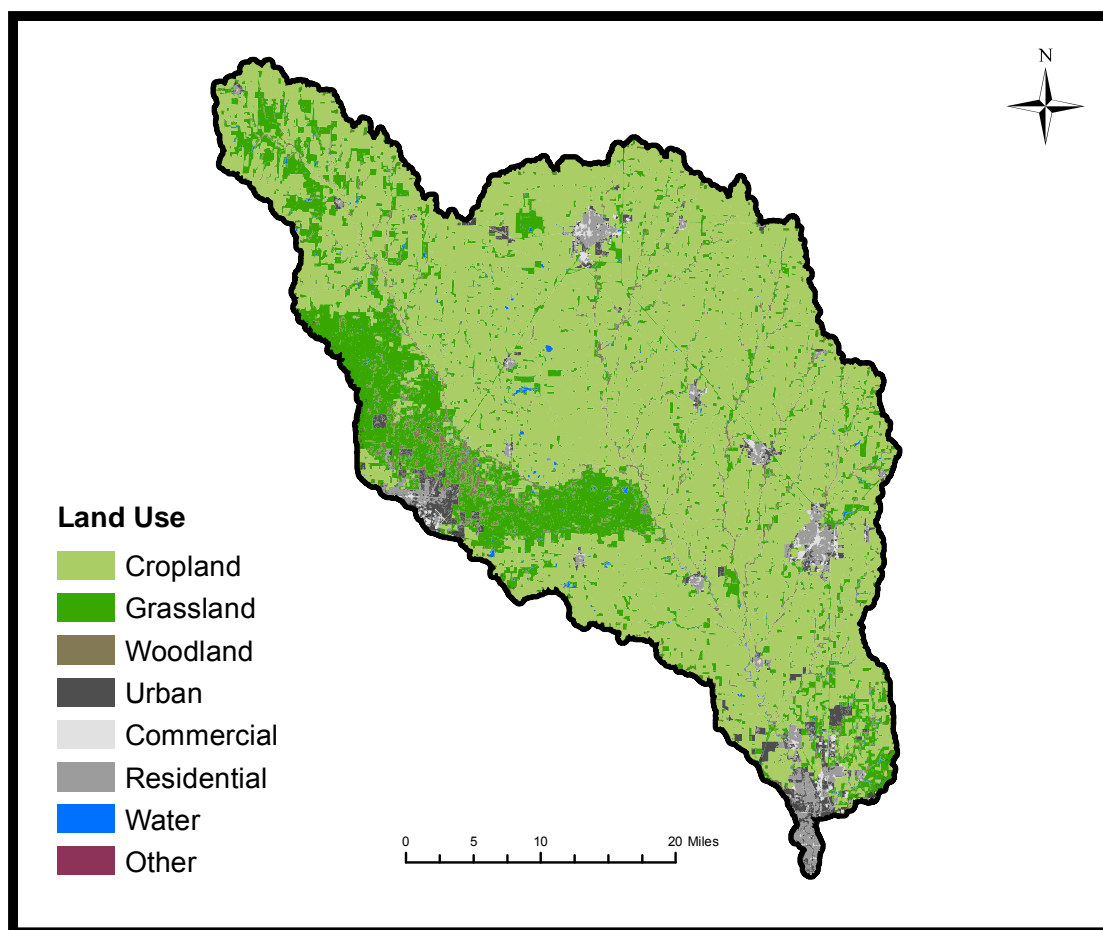 N
Land Use
Cropland
Grassland
Woodland
Urban
Commercial
Residential
Water
Other
0 5 10 20 Miles